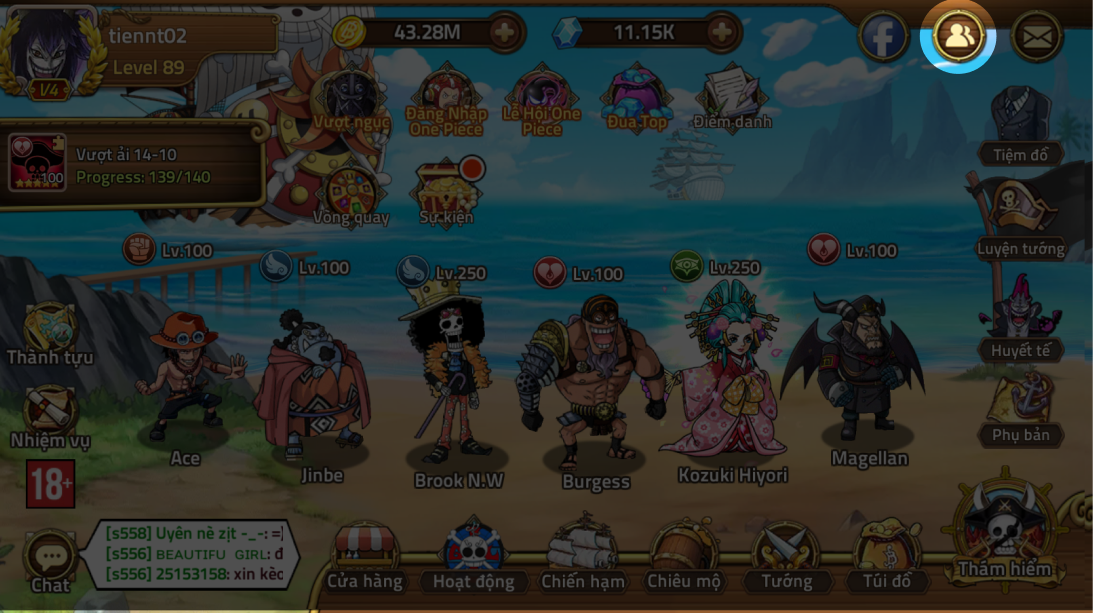 tiennt02
Level 89
V4
43.28M
11.15K
Vượt ngục
Đăng Nhập
One Piece
Lễ Hội One
Piece
Đua Top
Điểm danh
Vượt ải 14-10
Progress: 139/140
100
Vòng quay
Sự kiện
Tiệm đồ
Luyện tướng
Huyết tế
Phụ bản
Lv.100
Lv.100
Lv.250
Lv.100
Lv.250
Lv.100
Thành tựu
Nhiệm vụ
18+
Ace
Jinbe
Brook N.W
Burgess
Kozuki Hiyori
Magellan
[s558] Uyên nè zịt -_-: =]
[s556] BEAUTIFU GIRL: đ
[s556] 25153158: xin kèo
Chat
Cửa hàng
Hoạt động
Chiến hạm
Chiêu mộ
Tướng
Túi đồ
Thám hiểm